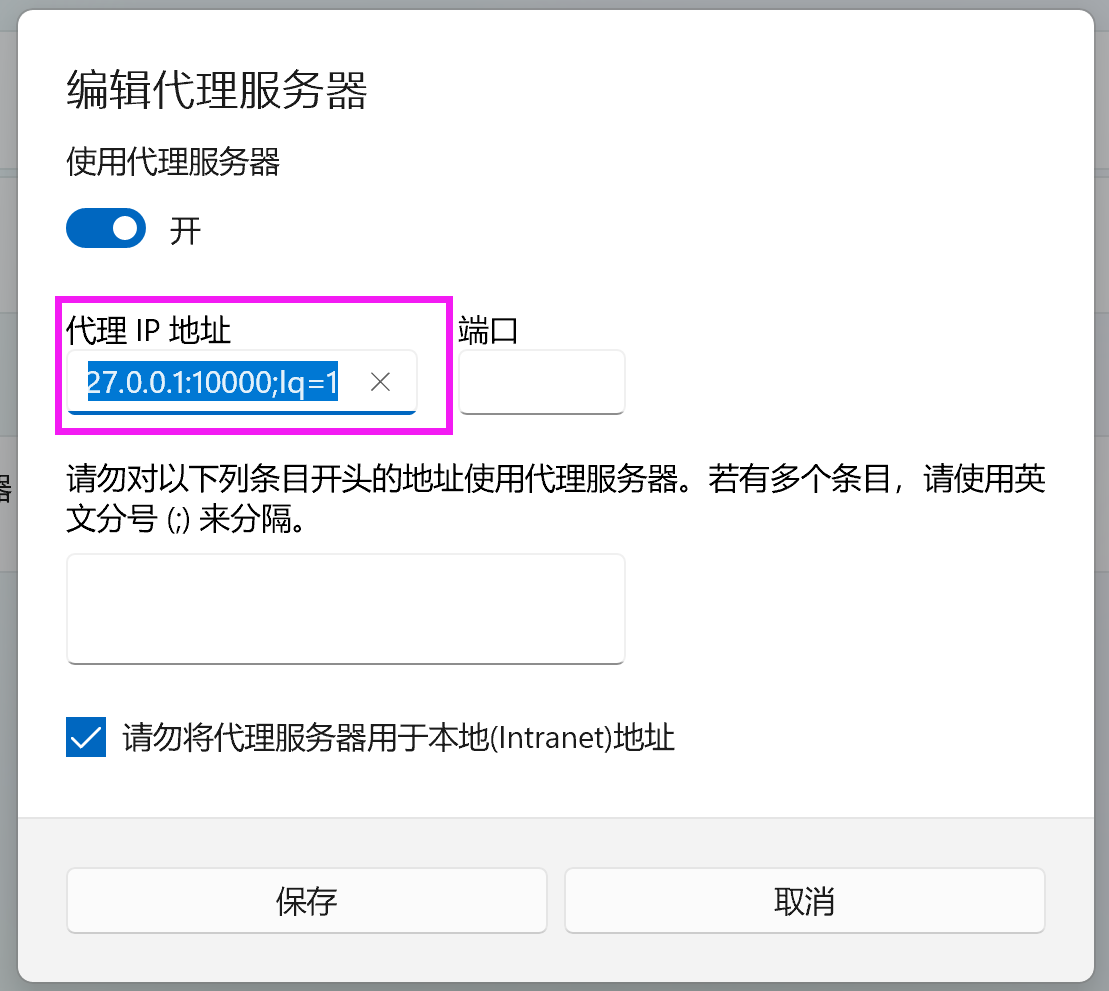 编辑代理服务器
使用代理服务器
开
代理 IP 地址
端口
27.0.0.1:10000;lq=1
请勿对以下列条目开头的地址使用代理服务器。若有多个条目，请使用英
文分号 (;) 来分隔。
器
请勿将代理服务器用于本地(Intranet)地址
保存
取消